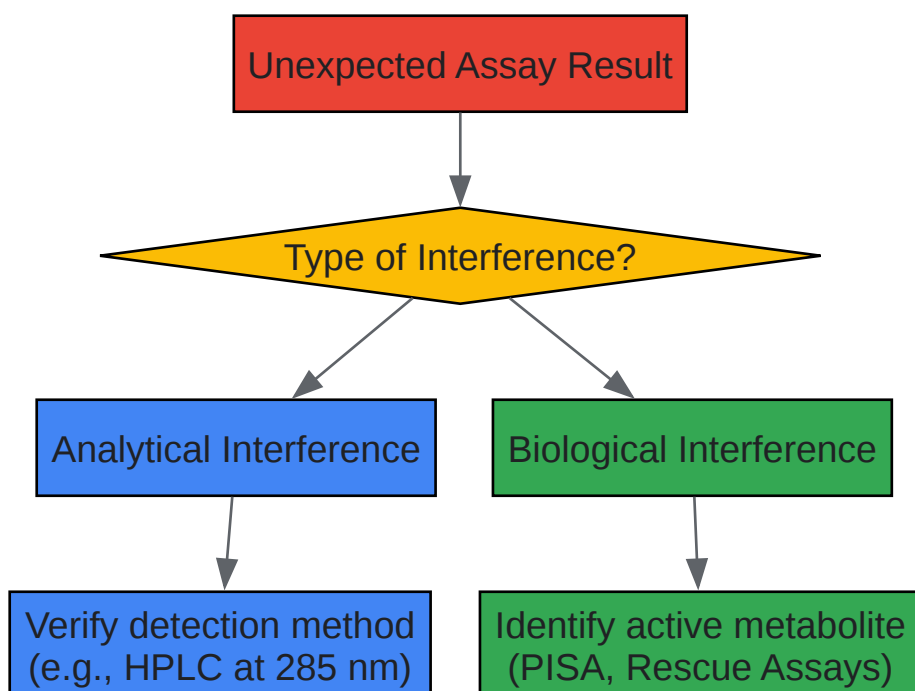 Unexpected Assay Result
Type of Interference?
Analytical Interference
Biological Interference
Verify detection method
(e.g., HPLC at 285 nm)
Identify active metabolite
(PISA, Rescue Assays)